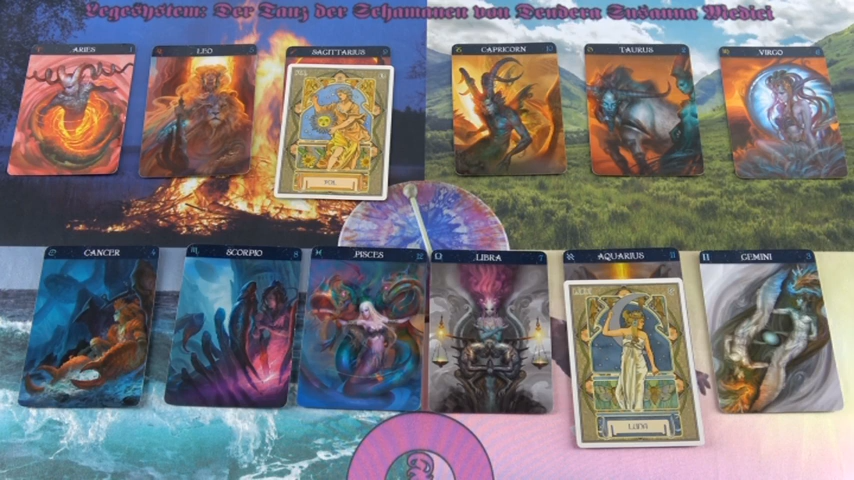 Legesystem: Der Tanz der Schamanen von Dendera Susanna Medici
ARIES
LEO
SAGITTARIUS
CAPRICORN
TAURUS
VIRGO
SOL
CANCER
SCORPIO
PISCES
LIBRA
AQUARIUS
GEMINI
LUNA